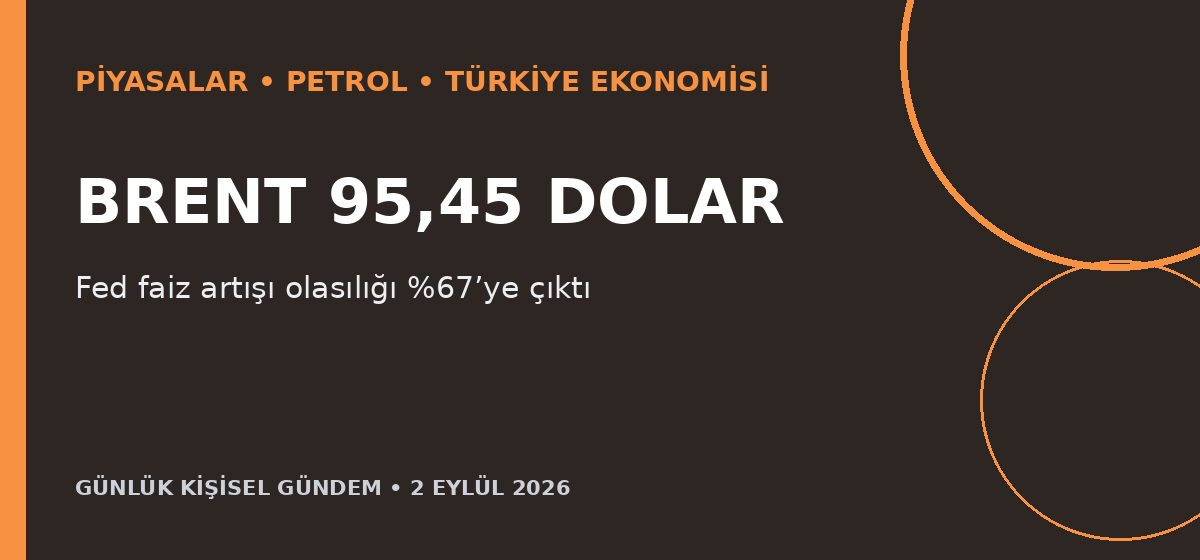 PİYASALAR • PETROL • TÜRKİYE EKONOMİSİ
BRENT 95,45 DOLAR
Fed faiz artışı olasılığı %67’ye çıktı
GÜNLÜK KİŞİSEL GÜNDEM • 2 EYLÜL 2026